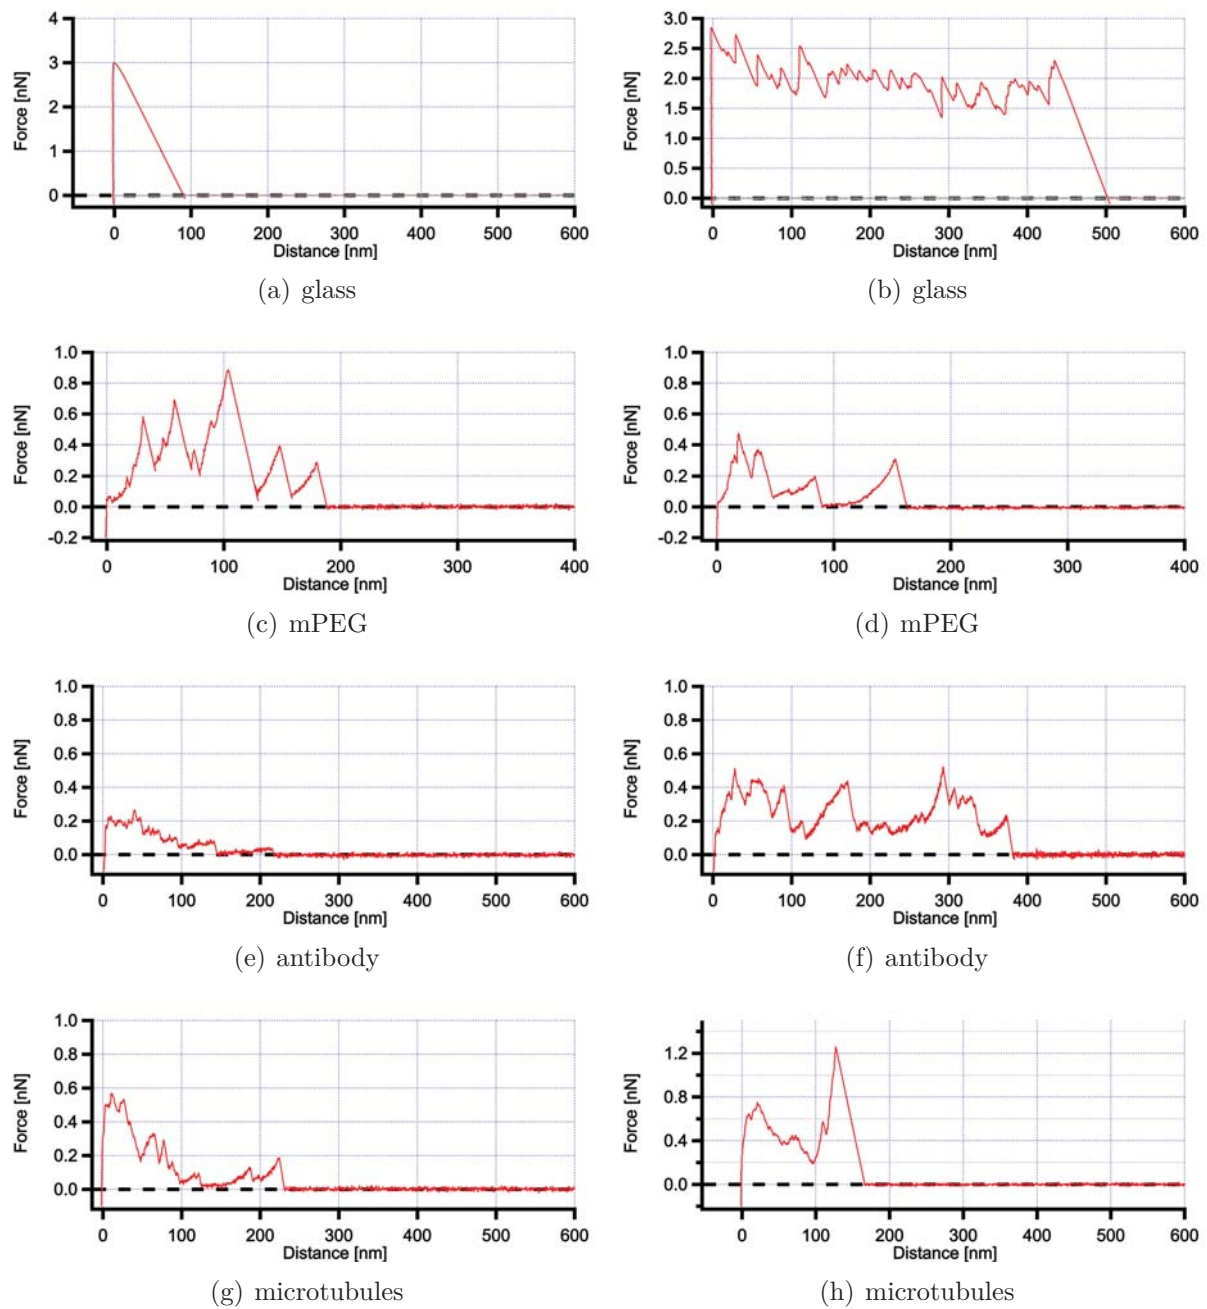 4
3
2
1
0
Force [nN]
0 100 200 300 400 500 600
Distance [nm]
(a) glass
3.0
2.5
2.0
1.5
1.0
0.5
0.0
Force [nN]
0 100 200 300 400 500 600
Distance [nm]
(b) glass
1.0
0.8
0.6
0.4
0.2
0.0
-0.2
Force [nN]
0 100 200 300 400
Distance [nm]
(c) mPEG
1.0
0.8
0.6
0.4
0.2
0.0
-0.2
Force [nN]
0 100 200 300 400
Distance [nm]
(d) mPEG
1.0
0.8
0.6
0.4
0.2
0.0
Force [nN]
0 100 200 300 400 500 600
Distance [nm]
(e) antibody
1.0
0.8
0.6
0.4
0.2
0.0
Force [nN]
0 100 200 300 400 500 600
Distance [nm]
(f) antibody
1.0
0.8
0.6
0.4
0.2
0.0
Force [nN]
0 100 200 300 400 500 600
Distance [nm]
(g) microtubules
1.2
0.8
0.4
0.0
Force [nN]
0 100 200 300 400 500 600
Distance [nm]
(h) microtubules